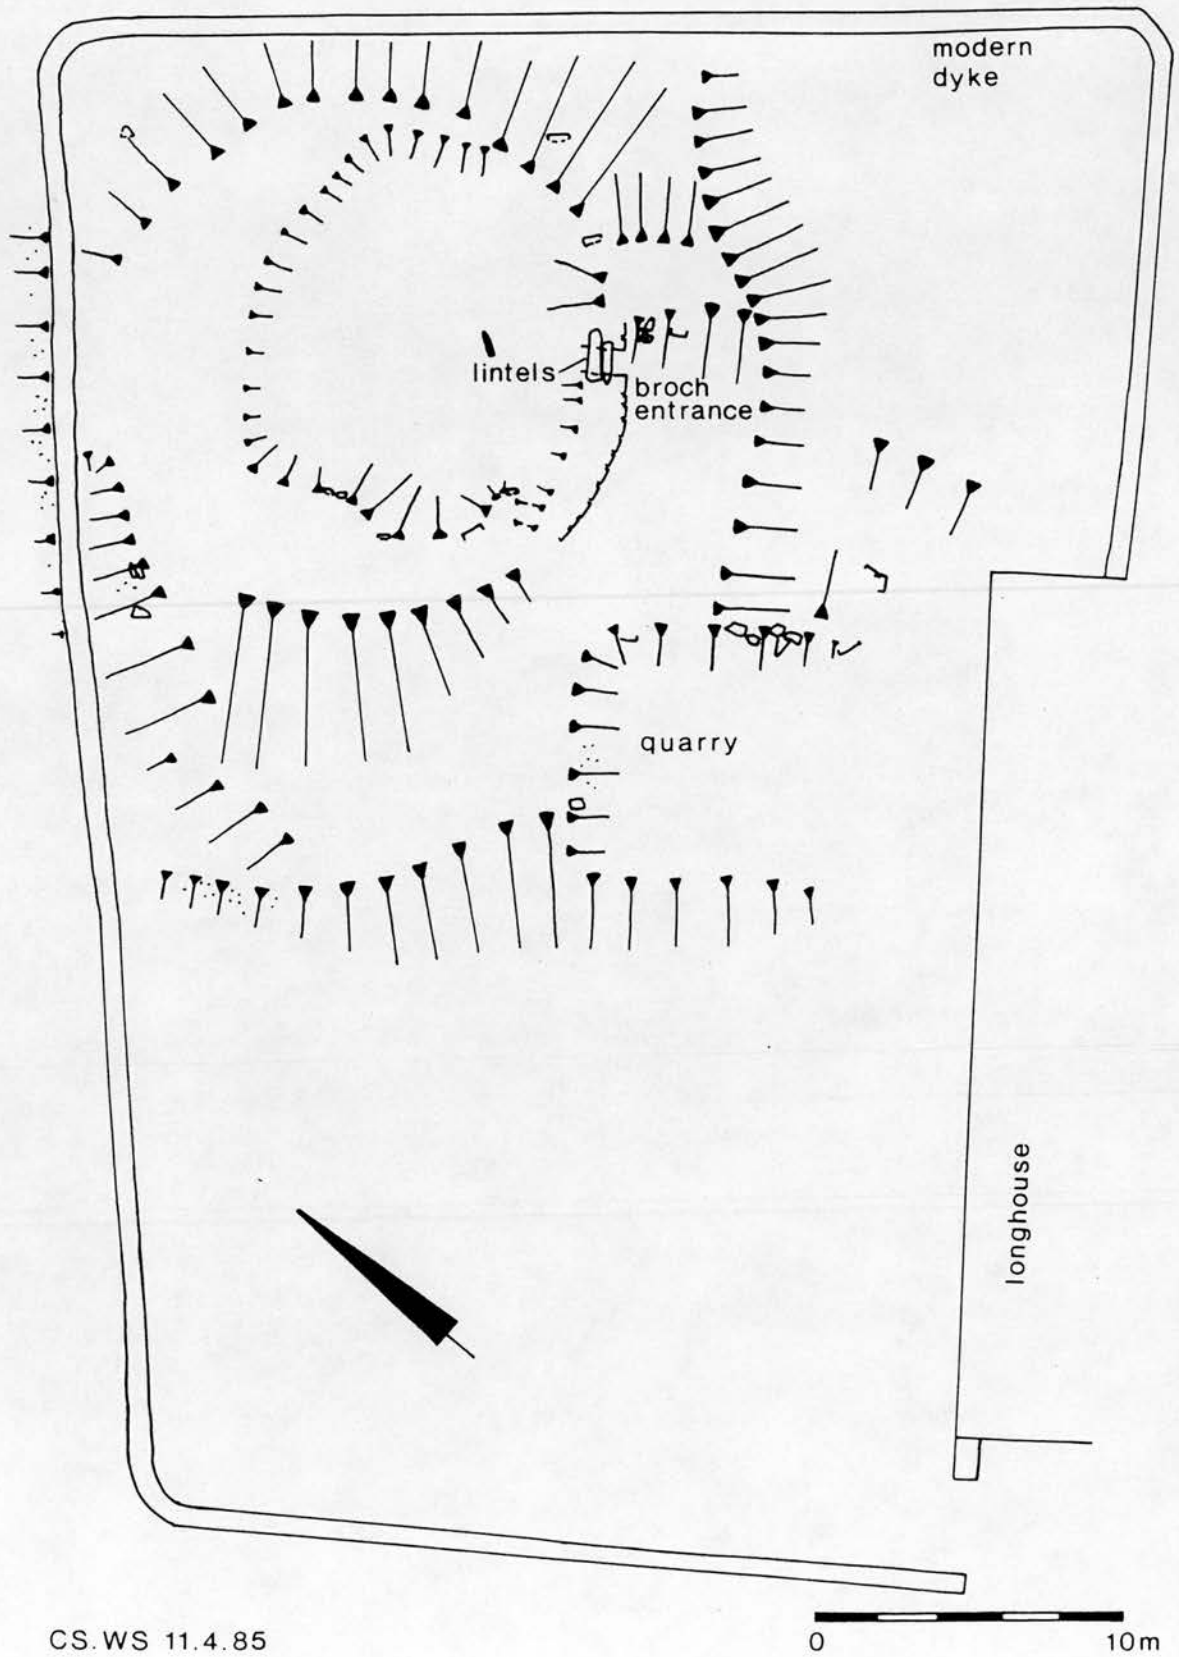 modern
dyke
lintels
broch
entrance
quarry
longhouse
CS.WS 11.4.85
0 10m